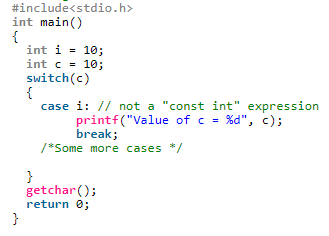 #include<stdio.h>
int main()
{
  int i = 10;
  int c = 10;
  switch(c)
  {
    case i: // not a "const int" expression
         printf("Value of c = %d", c);
         break;
    /*Some more cases */

  }
  getchar();
  return 0;
}